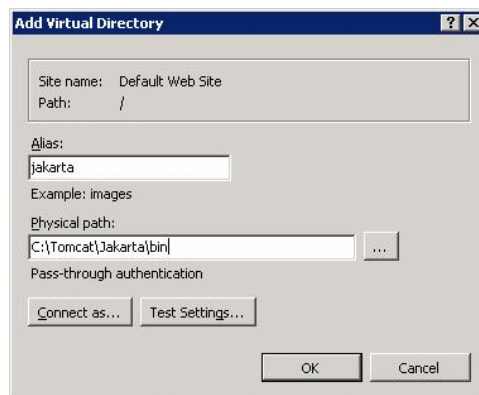 Add Virtual Directory
Site name: Default Web Site
Path: /
Alias:
jakarta
Example: images
Physical path:
C:\Tomcat\Jakarta\bin
...
Pass-through authentication
Connect as... Test Settings...
OK Cancel